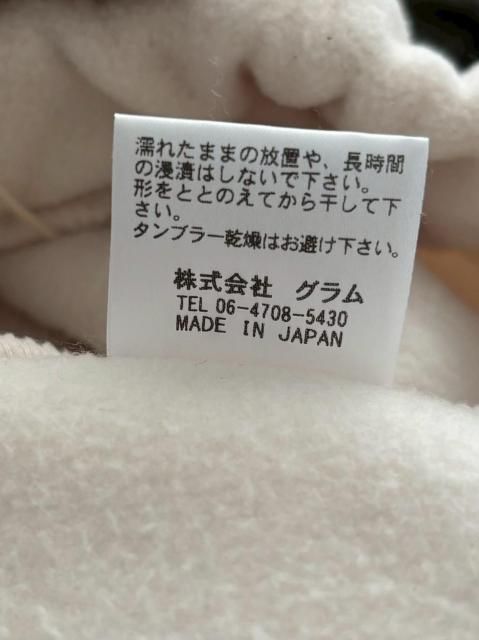 濡れたままの放置や、長時間
の浸漬はしないで下さい。
形をととのえてから干して下
さい。
タンブラー乾燥はお避け下さい。
株式会社 グラム
TEL 06-4708-5430
MADE IN JAPAN